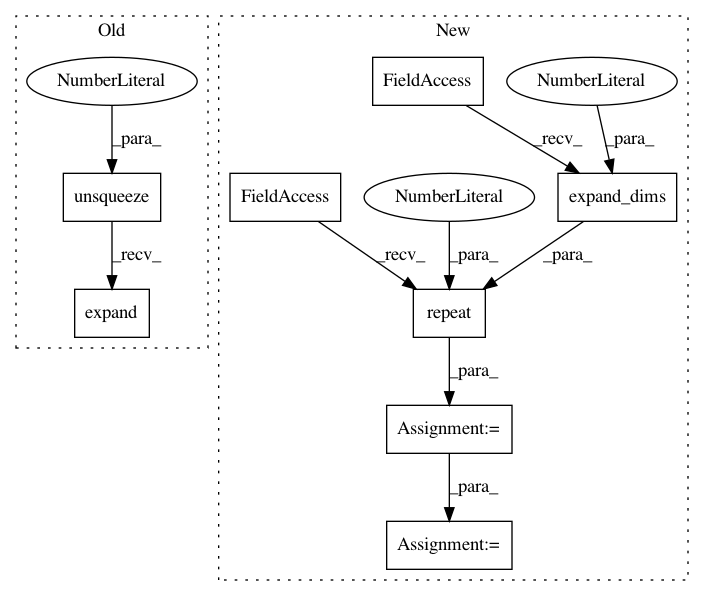 Old
New
NumberLiteral
FieldAccess
NumberLiteral
_para_
_recv_
_para_
unsqueeze
FieldAccess
NumberLiteral
expand_dims
_recv_
_recv_
_para_
_para_
expand
repeat
_para_
Assignment:=
_para_
Assignment:=